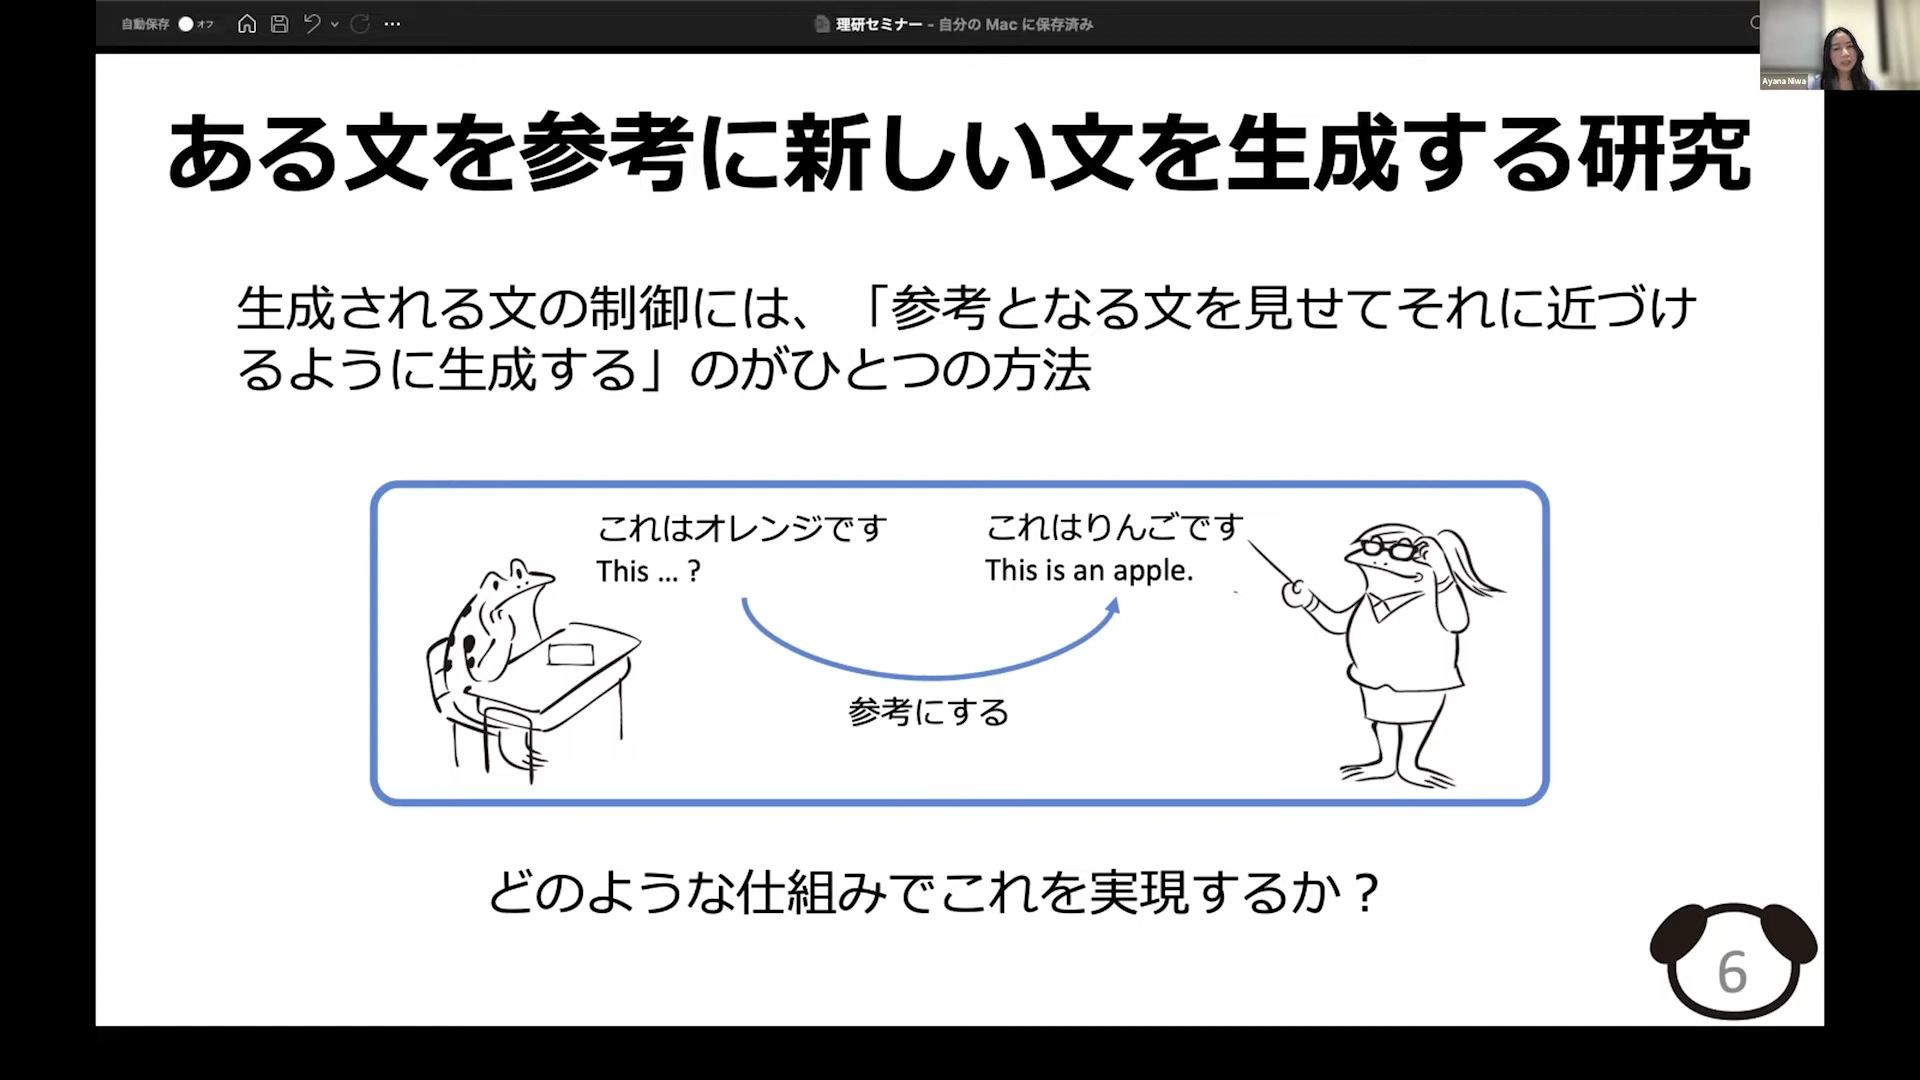 自動保存 オフ
理研セミナー - 自分の Mac に保存済み
Ayana Niwa
ある文を参考に新しい文を生成する研究
生成される文の制御には、「参考となる文を見せてそれに近づけ
るように生成する」のがひとつの方法
これはオレンジです
This ... ?
これはりんごです
This is an apple.
参考にする
どのような仕組みでこれを実現するか？
6